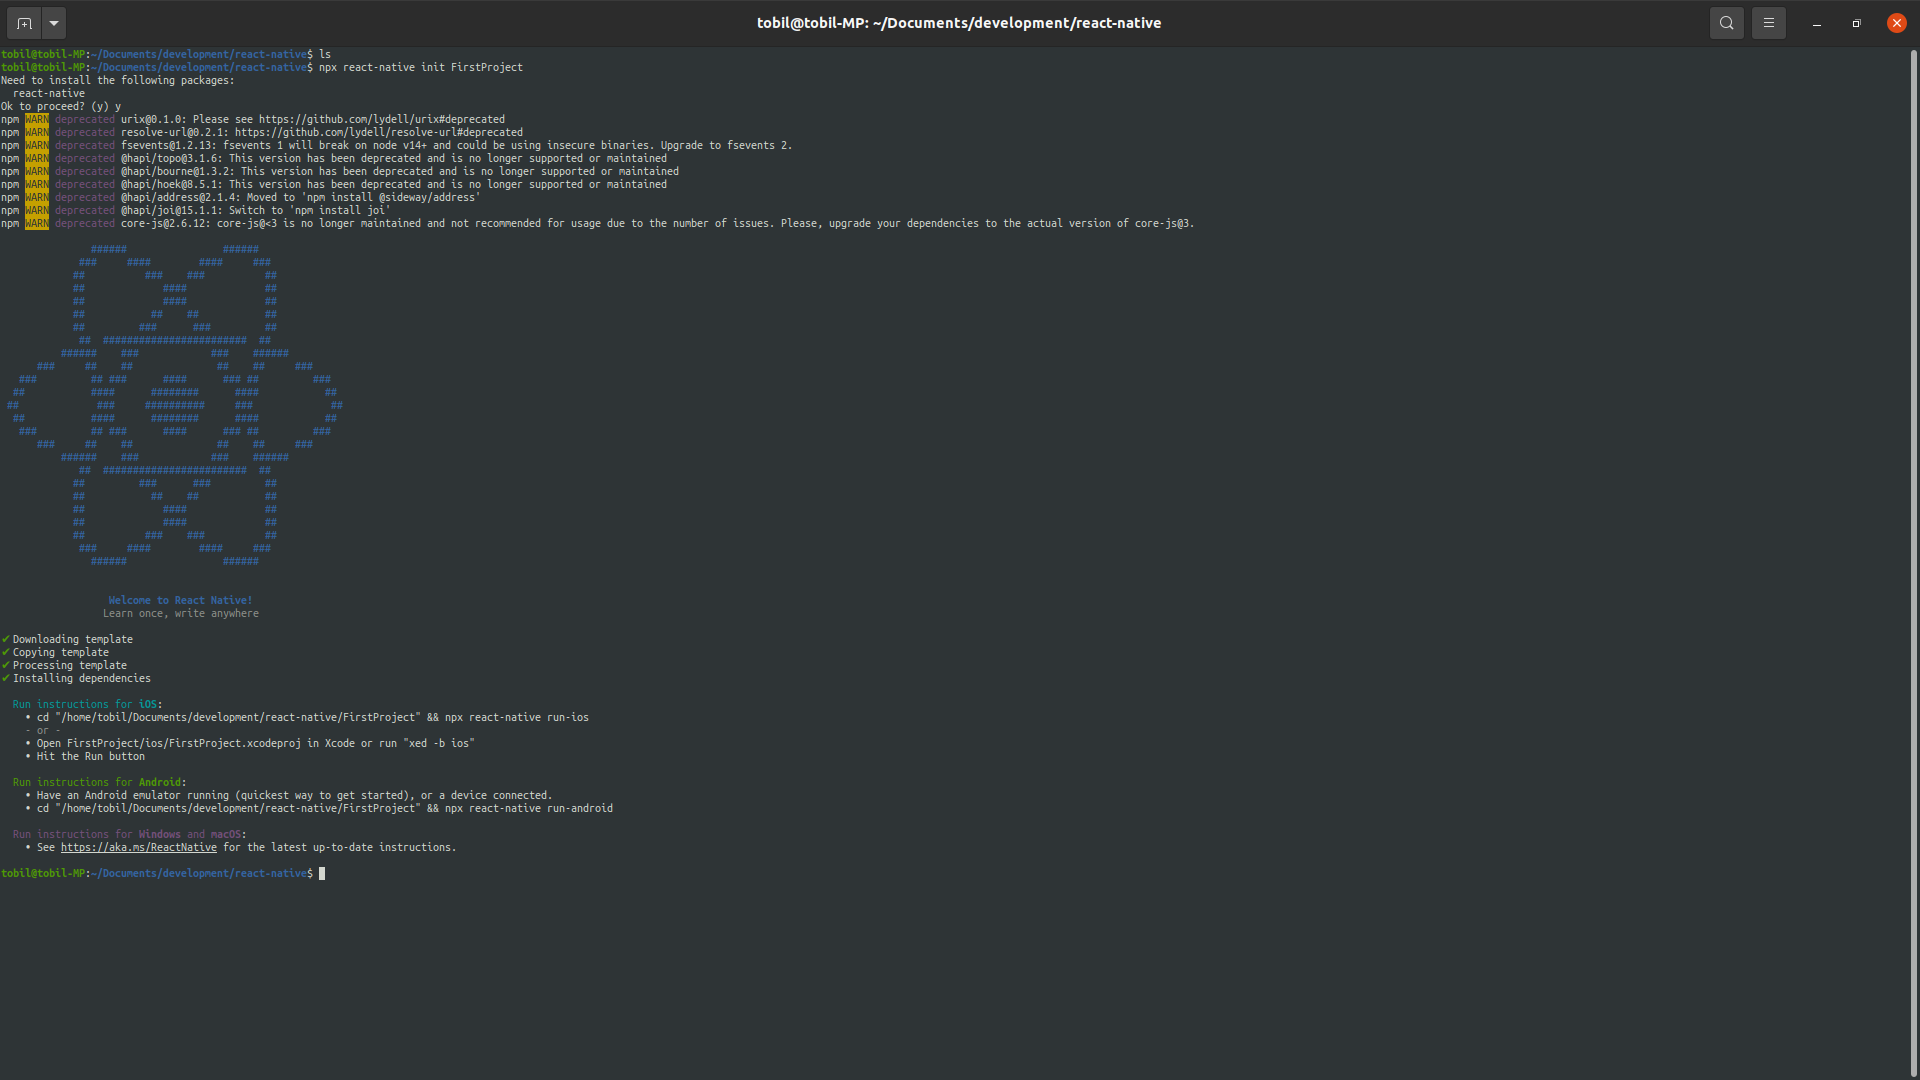 tobil@tobil-MP: ~/Documents/development/react-native
tobil@tobil-MP:~/Documents/development/react-native$ ls
tobil@tobil-MP:~/Documents/development/react-native$ npx react-native init FirstProject
Need to install the following packages:
  react-native
Ok to proceed? (y) y
npm WARN deprecated urix@0.1.0: Please see https://github.com/lydell/urix#deprecated
npm WARN deprecated resolve-url@0.2.1: https://github.com/lydell/resolve-url#deprecated
npm WARN deprecated fsevents@1.2.13: fsevents 1 will break on node v14+ and could be using insecure binaries. Upgrade to fsevents 2.
npm WARN deprecated @hapi/topo@3.1.6: This version has been deprecated and is no longer supported or maintained
npm WARN deprecated @hapi/bourne@1.3.2: This version has been deprecated and is no longer supported or maintained
npm WARN deprecated @hapi/hoek@8.5.1: This version has been deprecated and is no longer supported or maintained
npm WARN deprecated @hapi/address@2.1.4: Moved to 'npm install @sideway/address'
npm WARN deprecated @hapi/joi@15.1.1: Switch to 'npm install joi'
npm WARN deprecated core-js@2.6.12: core-js@<3 is no longer maintained and not recommended for usage due to the number of issues. Please, upgrade your dependencies to the actual version of core-js@3.
               ######                ######
             ###     ####        ####     ###
            ##          ###    ###          ##
            ##             ####             ##
            ##             ####             ##
            ##           ##    ##           ##
            ##         ###      ###         ##
             ##  ########################  ##
          ######    ###            ###    ######
      ###     ##    ##              ##    ##     ###
   ###         ## ###      ####      ### ##         ###
  ##           ####      ########      ####           ##
 ##             ###     ##########     ###             ##
  ##           ####      ########      ####           ##
   ###         ## ###      ####      ### ##         ###
      ###     ##    ##              ##    ##     ###
          ######    ###            ###    ######
             ##  ########################  ##
            ##         ###      ###         ##
            ##           ##    ##           ##
            ##             ####             ##
            ##             ####             ##
            ##          ###    ###          ##
             ###     ####        ####     ###
               ######                ######
                  Welcome to React Native!
                 Learn once, write anywhere
✔ Downloading template
✔ Copying template
✔ Processing template
✔ Installing dependencies
  Run instructions for iOS:
    • cd "/home/tobil/Documents/development/react-native/FirstProject" && npx react-native run-ios
    - or -
    • Open FirstProject/ios/FirstProject.xcodeproj in Xcode or run "xed -b ios"
    • Hit the Run button
  Run instructions for Android:
    • Have an Android emulator running (quickest way to get started), or a device connected.
    • cd "/home/tobil/Documents/development/react-native/FirstProject" && npx react-native run-android
  Run instructions for Windows and macOS:
    • See https://aka.ms/ReactNative for the latest up-to-date instructions.
tobil@tobil-MP:~/Documents/development/react-native$